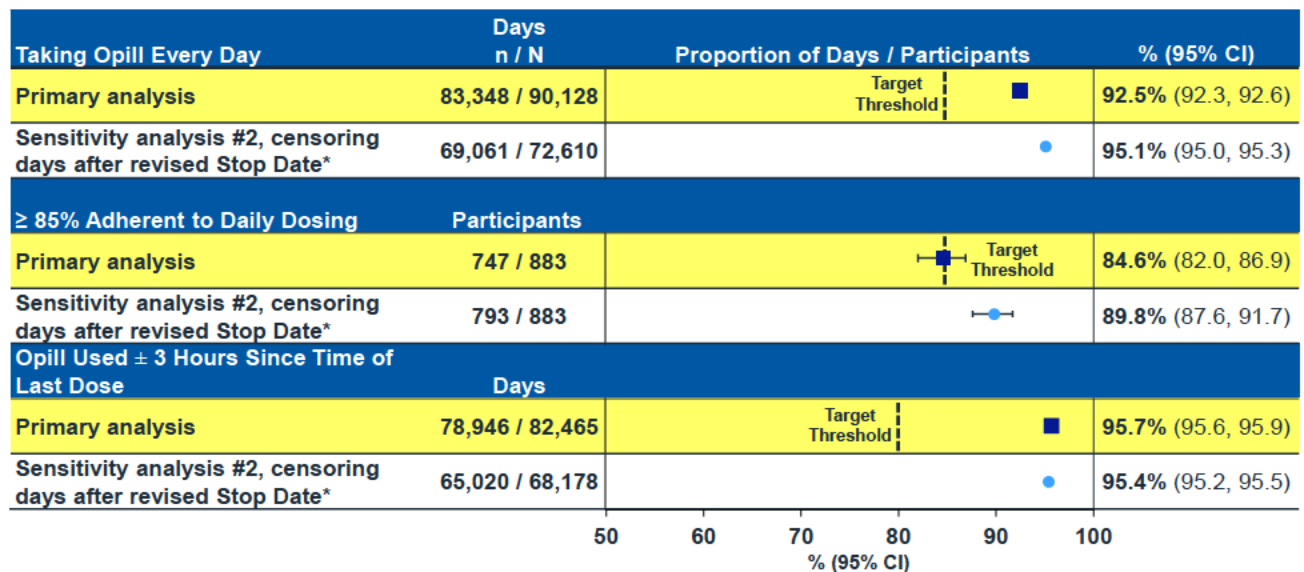 Taking Opill Every Day
Days
n / N
Proportion of Days / Participants
% (95% CI)
Primary analysis
83,348 / 90,128
Target
Threshold
92.5% (92.3, 92.6)
Sensitivity analysis #2, censoring
days after revised Stop Date*
69,061 / 72,610
95.1% (95.0, 95.3)
≥ 85% Adherent to Daily Dosing
Participants
Primary analysis
747 / 883
Target
Threshold
84.6% (82.0, 86.9)
Sensitivity analysis #2, censoring
days after revised Stop Date*
793 / 883
89.8% (87.6, 91.7)
Opill Used ± 3 Hours Since Time of
Last Dose
Days
Primary analysis
78,946 / 82,465
Target
Threshold
95.7% (95.6, 95.9)
Sensitivity analysis #2, censoring
days after revised Stop Date*
65,020 / 68,178
95.4% (95.2, 95.5)
50 60 70 80 90 100
% (95% CI)